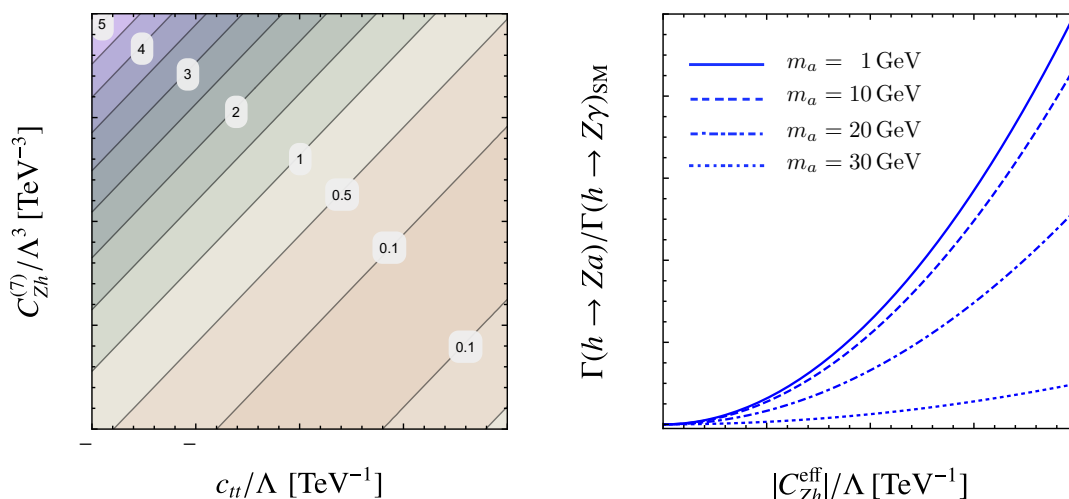 5
4
3
2
1
0.5
0.1
0.1
C_{Zh}^{(7)}/Λ^3 [TeV^{−3}]
– –
c_{tt}/Λ [TeV^{−1}]
Γ(h → Za)/Γ(h → Zγ)_{SM}
m_a = 1 GeV
m_a = 10 GeV
m_a = 20 GeV
m_a = 30 GeV
|C_{Zh}^{eff}|/Λ [TeV^{−1}]